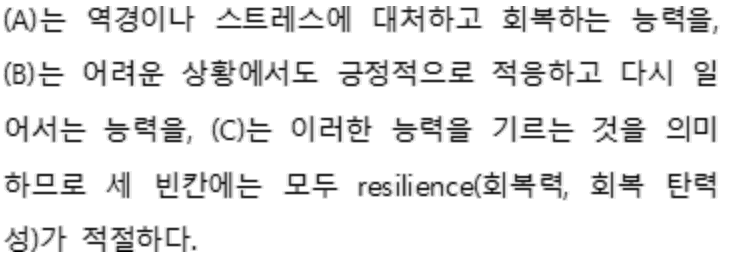 (A)는 역경이나 스트레스에 대처하고 회복하는 능력을,
(B)는 어려운 상황에서도 긍정적으로 적응하고 다시 일
어서는 능력을, (C)는 이러한 능력을 기르는 것을 의미
하므로 세 빈칸에는 모두 resilience(회복력, 회복 탄력
성)가 적절하다.